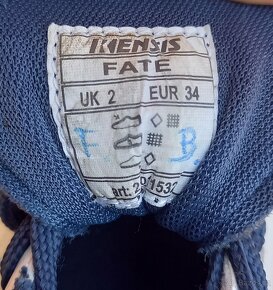 KENSIS
FATE
UK 2 EUR 34
F. B.
art: